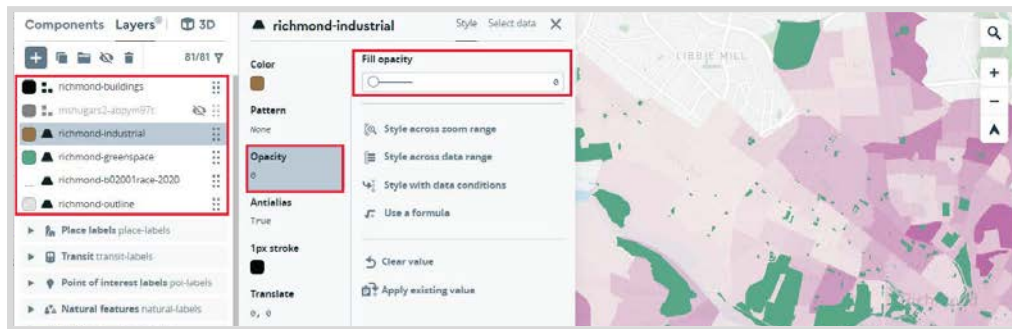 Components Layers 3D
81/81
richmond-buildings
richmond-industrial
richmond-greenspace
richmond-b02001race-2020
richmond-outline
Place labels place-labels
Transit transit-labels
Point of interest labels poi-labels
Natural features natural-labels
richmond-industrial
Style Select data
Color
Pattern
None
Opacity
0
Antialias
True
1px stroke
Translate
0, 0
Fill opacity
0
Style across zoom range
Style across data range
Style with data conditions
Use a formula
Clear value
Apply existing value
LIBBIE MILL